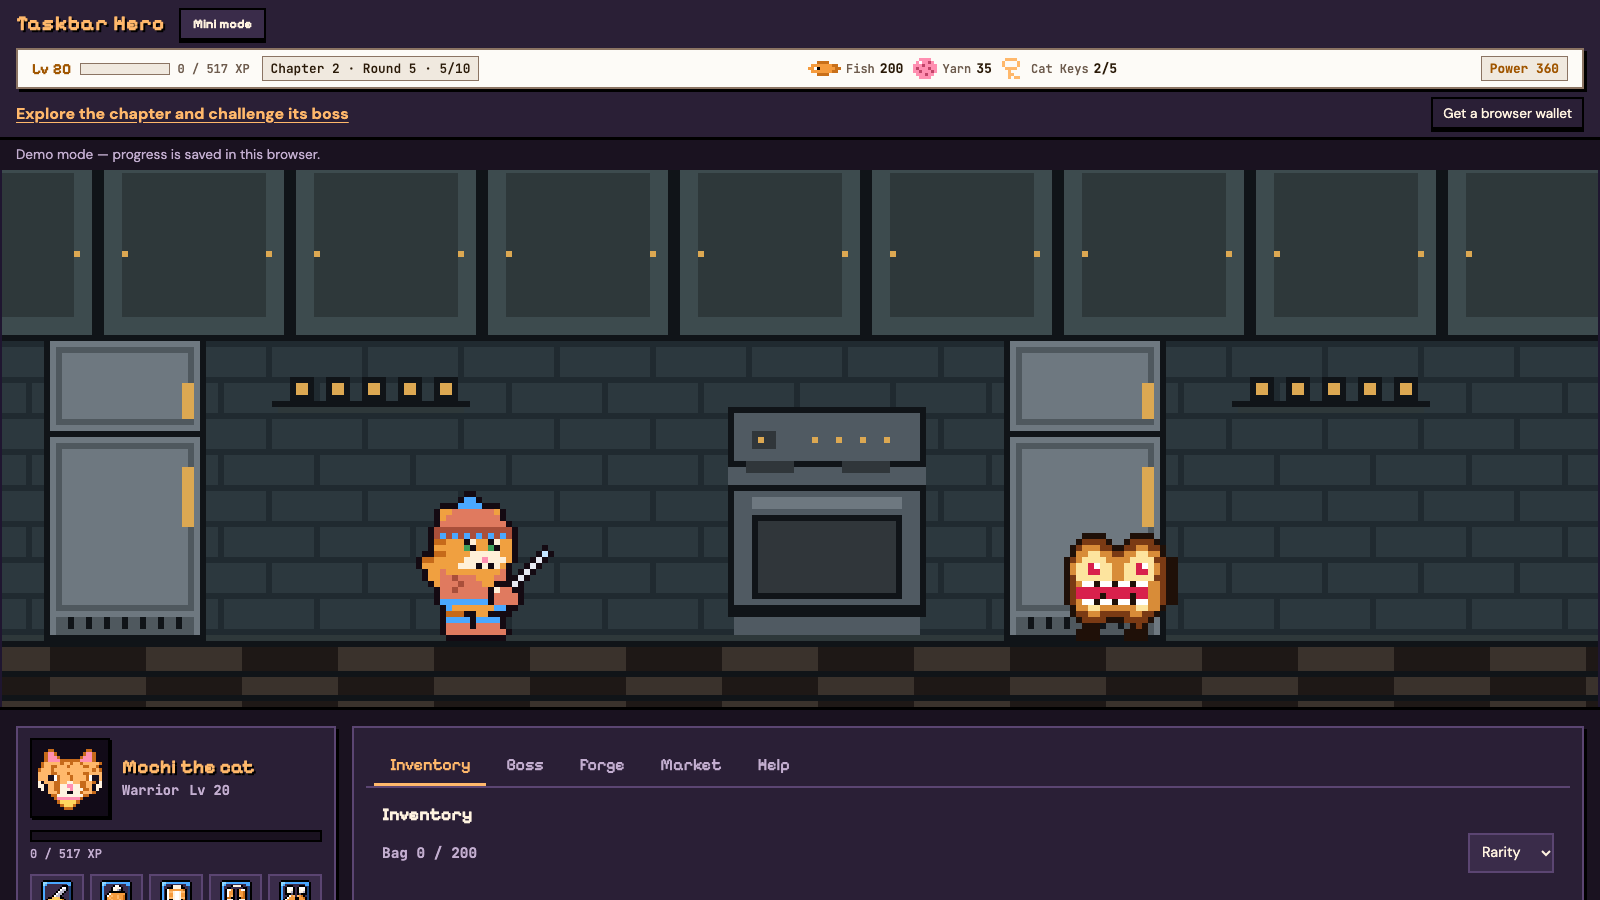 Taskbar Hero
Mini mode
Lv 20
0 / 517 XP
Chapter 2 · Round 5 · 5/10
Fish 200
Yarn 35
Cat Keys 2/5
Power 360
Explore the chapter and challenge its boss
Get a browser wallet
Demo mode — progress is saved in this browser.
Mochi the cat
Warrior Lv 20
0 / 517 XP
Inventory
Boss
Forge
Market
Help
Inventory
Bag 0 / 200
Rarity